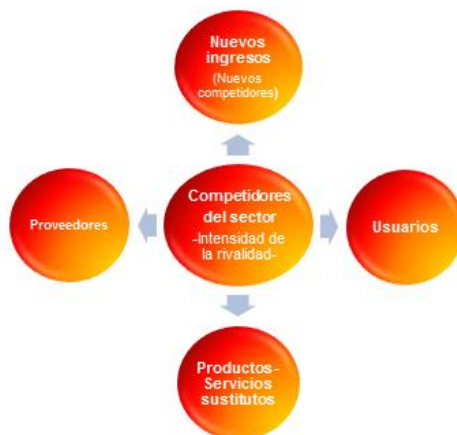 Nuevos
ingresos
(Nuevos
competidores)
Proveedores
Competidores
del sector
-Intensidad de
la rivalidad-
Usuarios
Productos-
Servicios
sustitutos